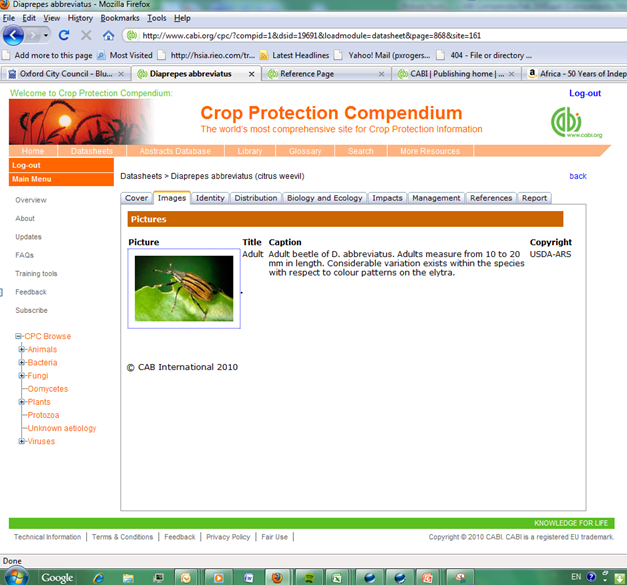 Diaprepes abbreviatus - Mozilla Firefox
File Edit View History Bookmarks Tools Help
http://www.cabi.org/cpc/?compid=1&dsid=19691&loadmodule=datasheet&page=868&site=161
Add more to this page Most Visited http://hsia.rieo.com/tr... Latest Headlines Yahoo! Mail (pxrogers... 404 - File or directory ...
Oxford City Council - Blu... Diaprepes abbreviatus Reference Page CABI | Publishing home | ... Africa - 50 Years of Indep
Welcome to Crop Protection Compendium: Log-out
Crop Protection Compendium
The world's most comprehensive site for Crop Protection Information
cabi
www.cabi.org
Home Datasheets Abstracts Database Library Glossary Search More Resources
Log-out
Main Menu
Datasheets > Diaprepes abbreviatus (citrus weevil) back
Overview
About
Updates
FAQs
Training tools
Feedback
Subscribe
CPC Browse
Animals
Bacteria
Fungi
Oomycetes
Plants
Protozoa
Unknown aetiology
Viruses
Cover Images Identity Distribution Biology and Ecology Impacts Management References Report
Pictures
Picture Title Caption Copyright
Adult Adult beetle of D. abbreviatus. Adults measure from 10 to 20 USDA-ARS
mm in length. Considerable variation exists within the species
with respect to colour patterns on the elytra.
© CAB International 2010
KNOWLEDGE FOR LIFE
Technical Information | Terms & Conditions | Feedback | Privacy Policy | Fair Use | Copyright © 2010 CABI. CABI is a registered EU trademark.
Done
Google EN